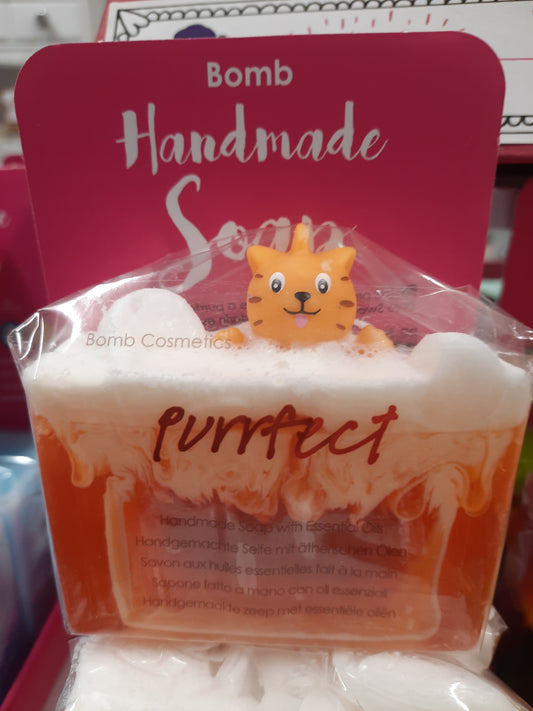 Bomb
Handmade
Soap
Bomb Cosmetics
purrfect
Handmade Soap with Essential Oils
Handgemachte Seife mit ätherischen Ölen
Savon aux huiles essentielles fait à la main
Sapone fatto a mano con oli essenziali
Handgemaakte zeep met essentiële oliën